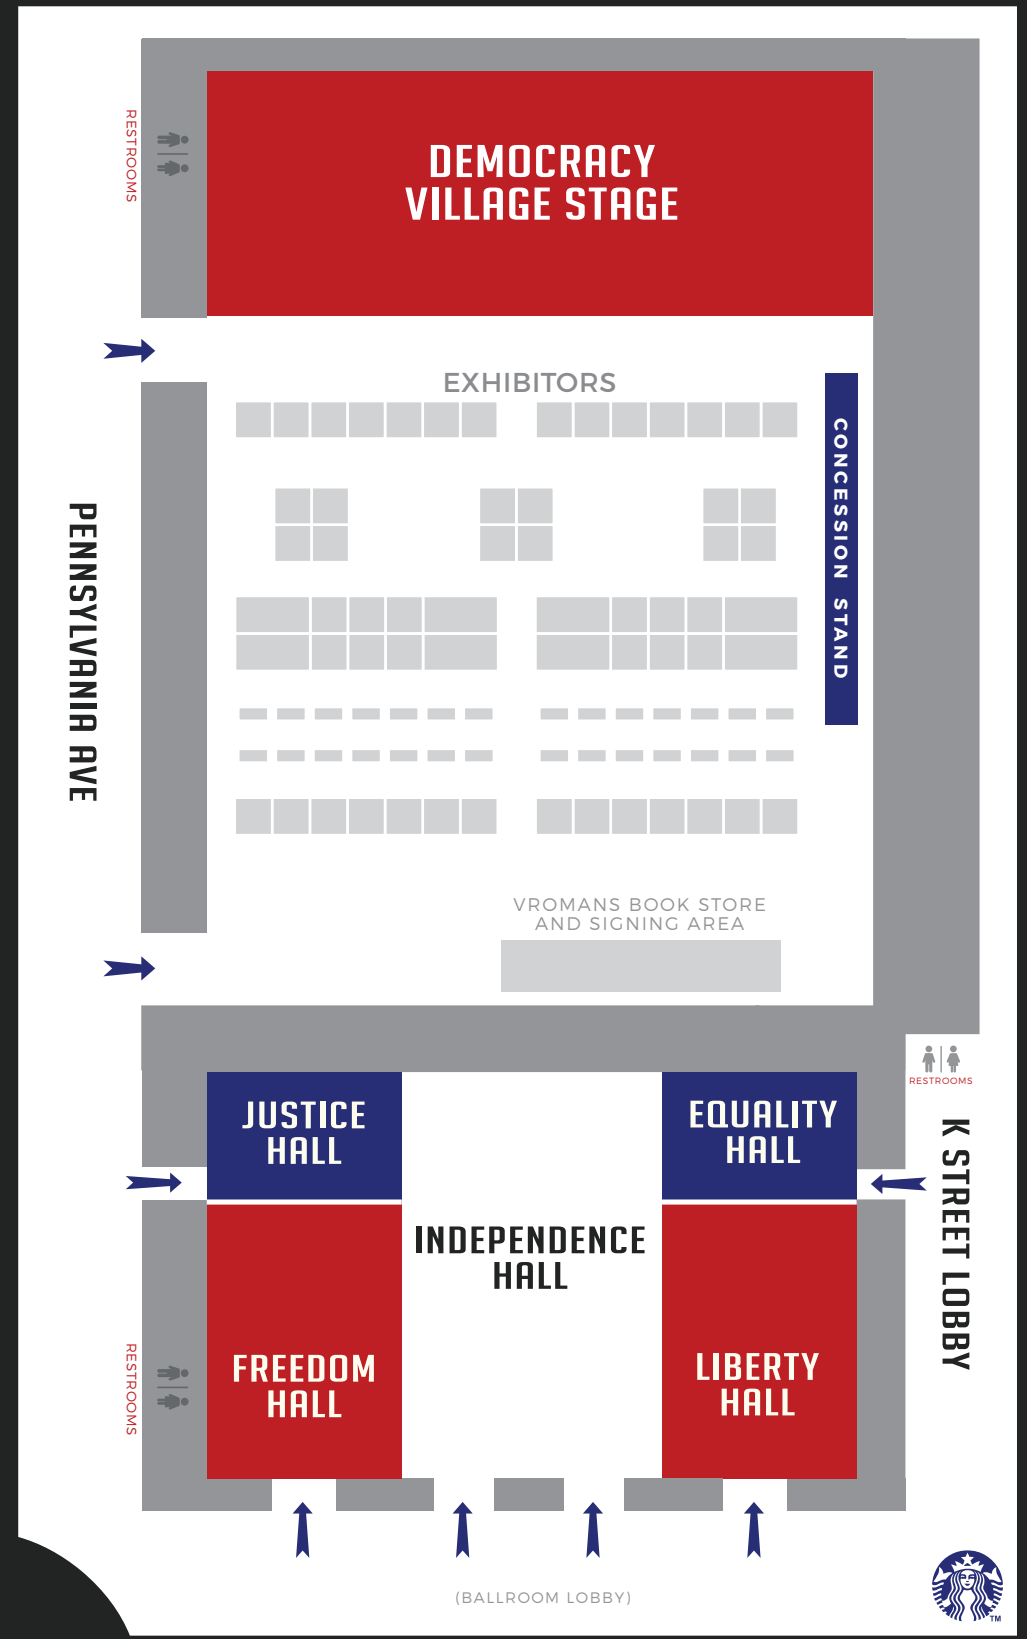 RESTROOMS
DEMOCRACY
VILLAGE STAGE
EXHIBITORS
CONCESSION STAND
PENNSYLVANIA AVE
VROMANS BOOK STORE
AND SIGNING AREA
RESTROOMS
JUSTICE
HALL
EQUALITY
HALL
K STREET LOBBY
INDEPENDENCE
HALL
RESTROOMS
FREEDOM
HALL
LIBERTY
HALL
(BALLROOM LOBBY)
TM